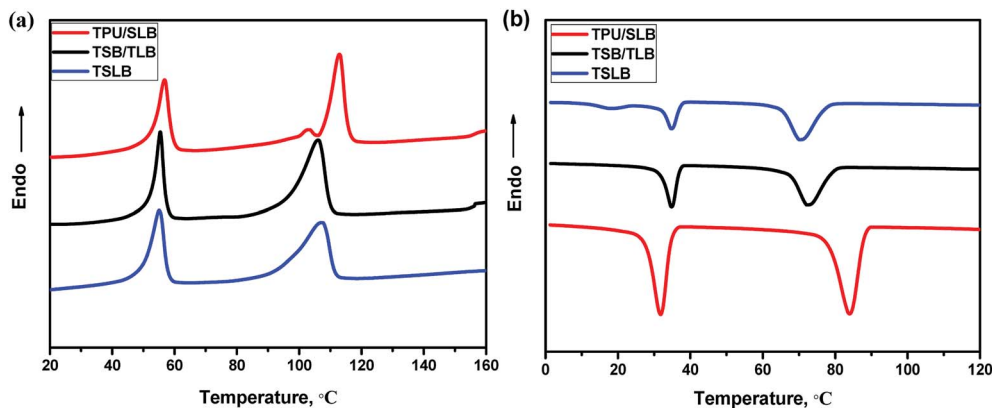 (a)
TPU/SLB
TSB/TLB
TSLB
Endo
20 40 60 80 100 120 140 160
Temperature, °C
(b)
TPU/SLB
TSB/TLB
TSLB
Endo
0 20 40 60 80 100 120
Temperature, °C